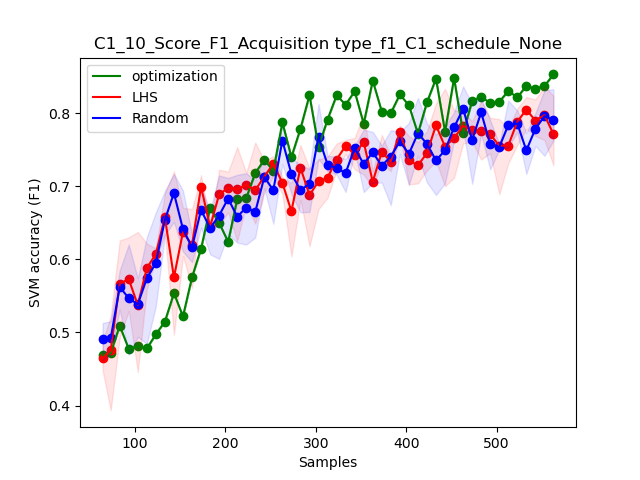 C1_10_Score_F1_Acquisition type_f1_C1_schedule_None
optimization
LHS
Random
0.8
0.7
0.6
0.5
0.4
SVM accuracy (F1)
100
200
300
400
500
Samples